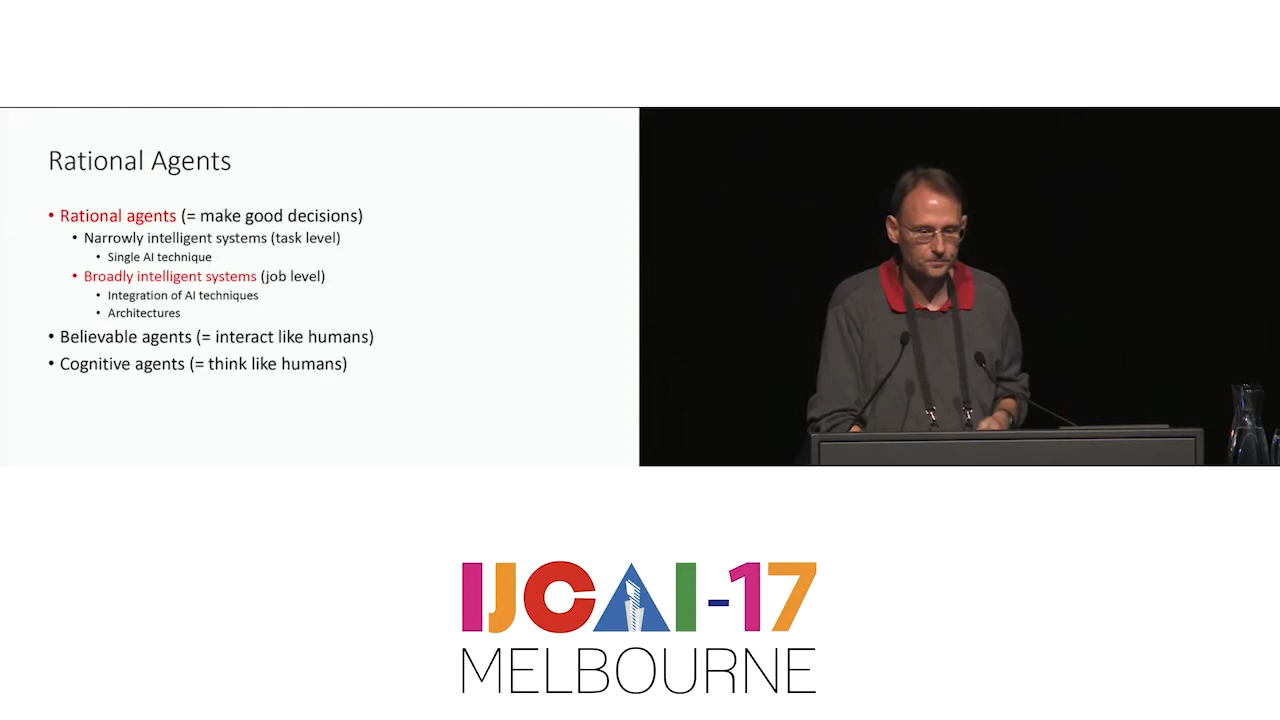 Rational Agents
• Rational agents (= make good decisions)
• Narrowly intelligent systems (task level)
• Single AI technique
• Broadly intelligent systems (job level)
• Integration of AI techniques
• Architectures
• Believable agents (= interact like humans)
• Cognitive agents (= think like humans)
IJCAI-17
MELBOURNE